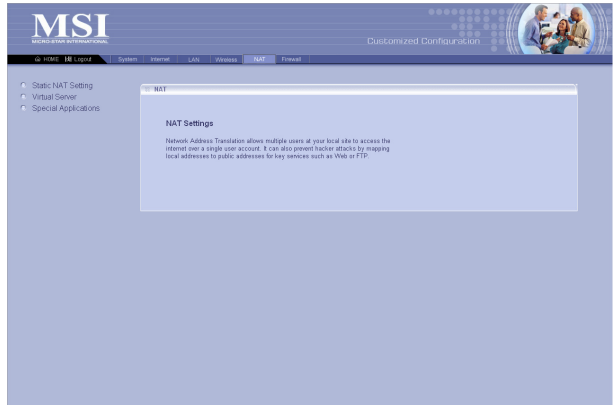 MSI
MICRO-STAR INTERNATIONAL
Customized Configuration
HOME Logout System Internet LAN Wireless NAT Firewall
Static NAT Setting
Virtual Server
Special Applications
NAT
NAT Settings
Network Address Translation allows multiple users at your local site to access the
internet over a single user account. It can also prevent hacker attacks by mapping
local addresses to public addresses for key services such as Web or FTP.